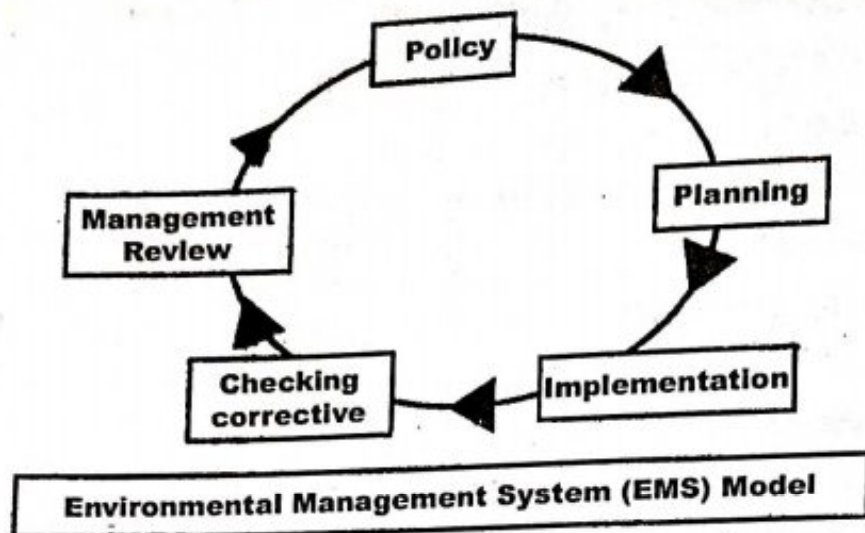 Policy
Planning
Management
Review
Implementation
Checking
corrective
Environmental Management System (EMS) Model